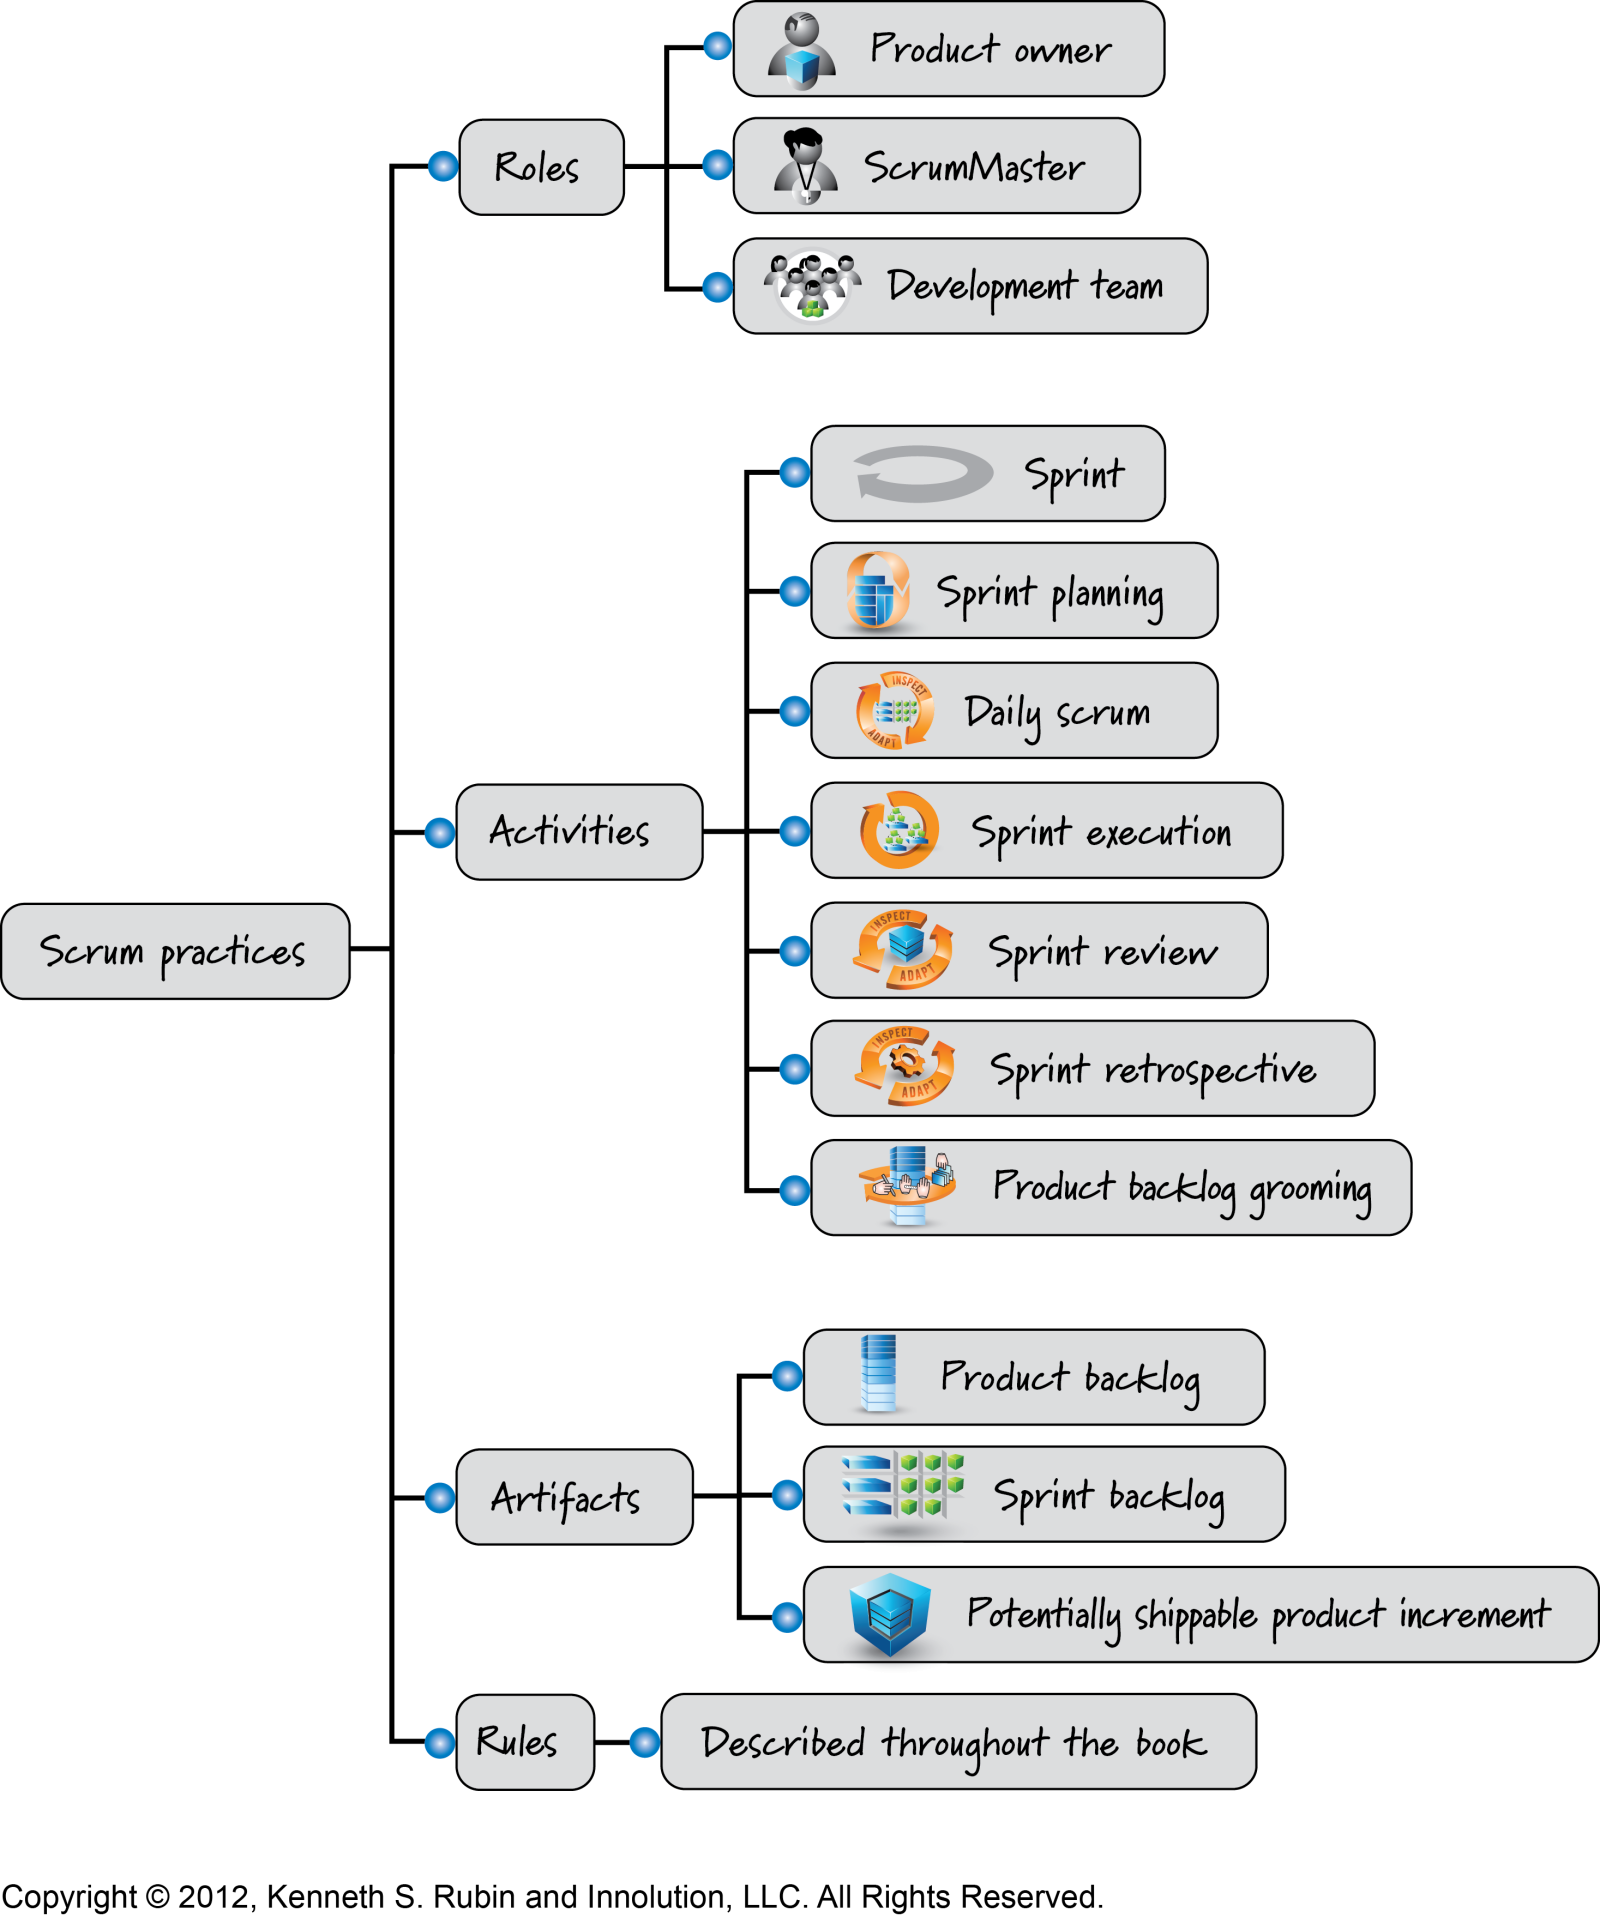 Product owner
Roles
ScrumMaster
Development team
Sprint
Sprint planning
INSPECT
Daily scrum
ADAPT
Activities
Sprint execution
INSPECT
Scrum practices
Sprint review
ADAPT
INSPECT
Sprint retrospective
ADAPT
Product backlog grooming
Product backlog
Artifacts
Sprint backlog
Potentially shippable product increment
Rules
Described throughout the book
Copyright © 2012, Kenneth S. Rubin and Innolution, LLC. All Rights Reserved.